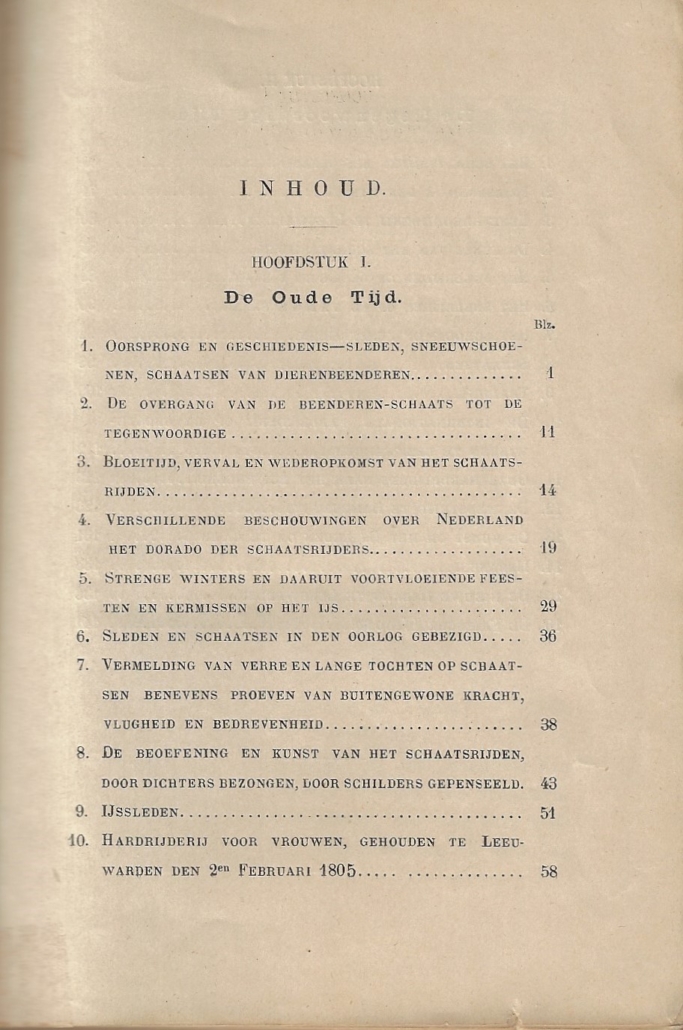 INHOUD.
HOOFDSTUK I.
De Oude Tijd.
Blz.
1. OORSPRONG EN GESCHIEDENIS—SLEDEN, SNEEUWSCHOE-
NEN, SCHAATSEN VAN DIERENBEENDEREN.............. 1
2. DE OVERGANG VAN DE BEENDEREN-SCHAATS TOT DE
TEGENWOORDIGE .................................. 11
3. BLOEITIJD, VERVAL EN WEDEROPKOMST VAN HET SCHAATS-
RIJDEN........................................... 14
4. VERSCHILLENDE BESCHOUWINGEN OVER NEDERLAND
HET DORADO DER SCHAATSRIJDERS.................... 19
5. STRENGE WINTERS EN DAARUIT VOORTVLOEIENDE FEES-
TEN EN KERMISSEN OP HET IJS....................... 29
6. SLEDEN EN SCHAATSEN IN DEN OORLOG GEBEZIGD..... 36
7. VERMELDING VAN VERRE EN LANGE TOCHTEN OP SCHAAT-
SEN BENEVENS PROEVEN VAN BUITENGEWONE KRACHT,
VLUGHEID EN BEDREVENHEID........................ 38
8. DE BEOEFENING EN KUNST VAN HET SCHAATSRIJDEN,
DOOR DICHTERS BEZONGEN, DOOR SCHILDERS GEPENSEELD. 43
9. IJSSLEDEN........................................ 51
10. HARDRIJDERIJ VOOR VROUWEN, GEHOUDEN TE LEEU-
WARDEN DEN 2en FEBRUARI 1805..... .............. 58